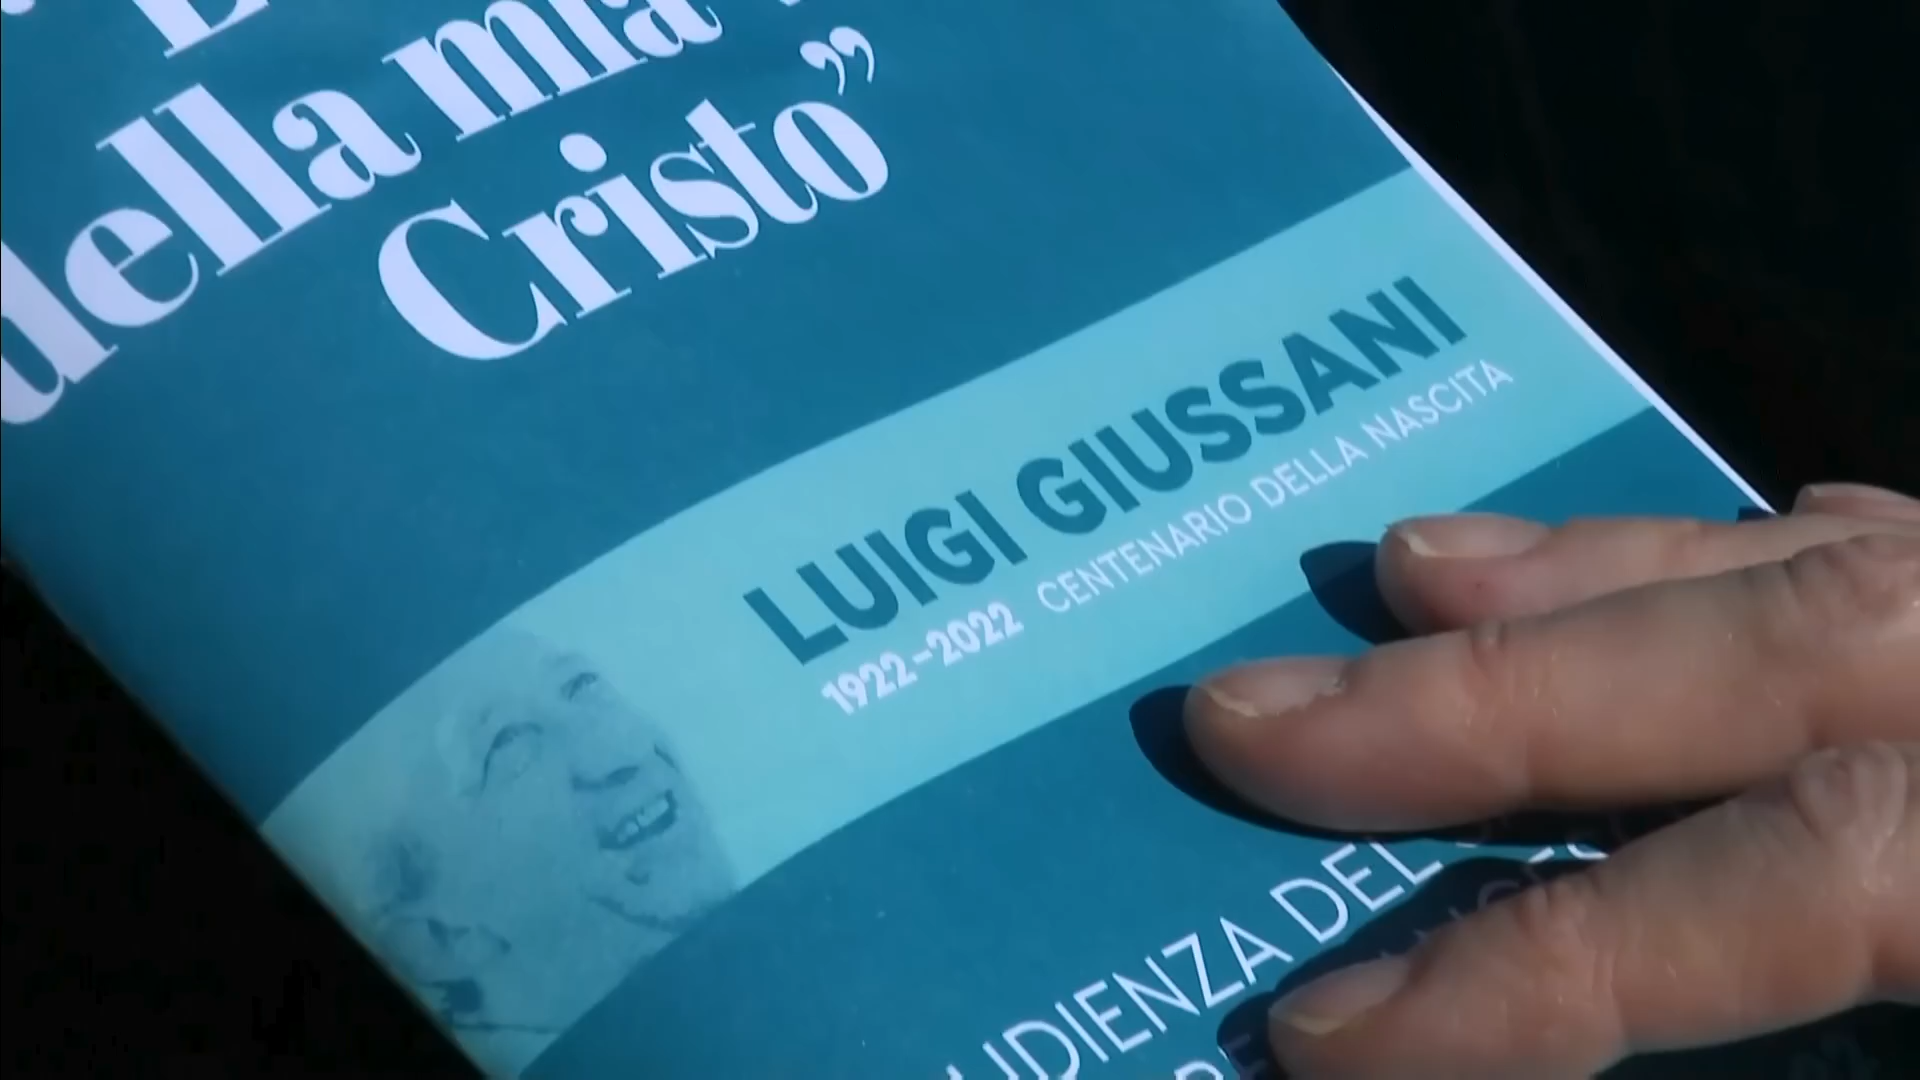 della mia
Cristo”
LUIGI GIUSSANI
1922-2022 CENTENARIO DELLA NASCITA
UDIENZA DEL